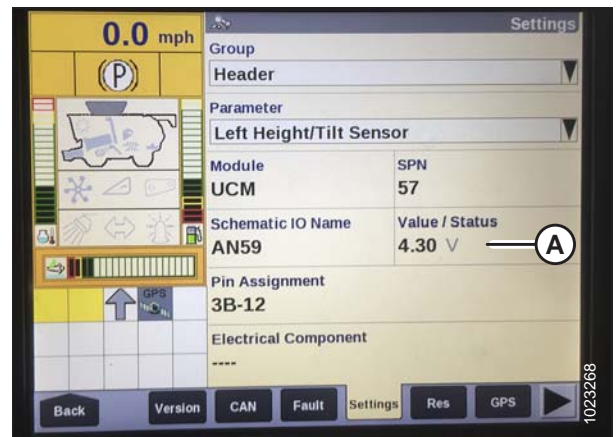 0.0 mph
(P)
Settings
Group
Header
Parameter
Left Height/Tilt Sensor
Module
UCM
SPN
57
Schematic IO Name
AN59
Value / Status
4.30 V
A
Pin Assignment
3B-12
Electrical Component
----
GPS
Back
Version
CAN
Fault
Settings
Res
GPS
1023268